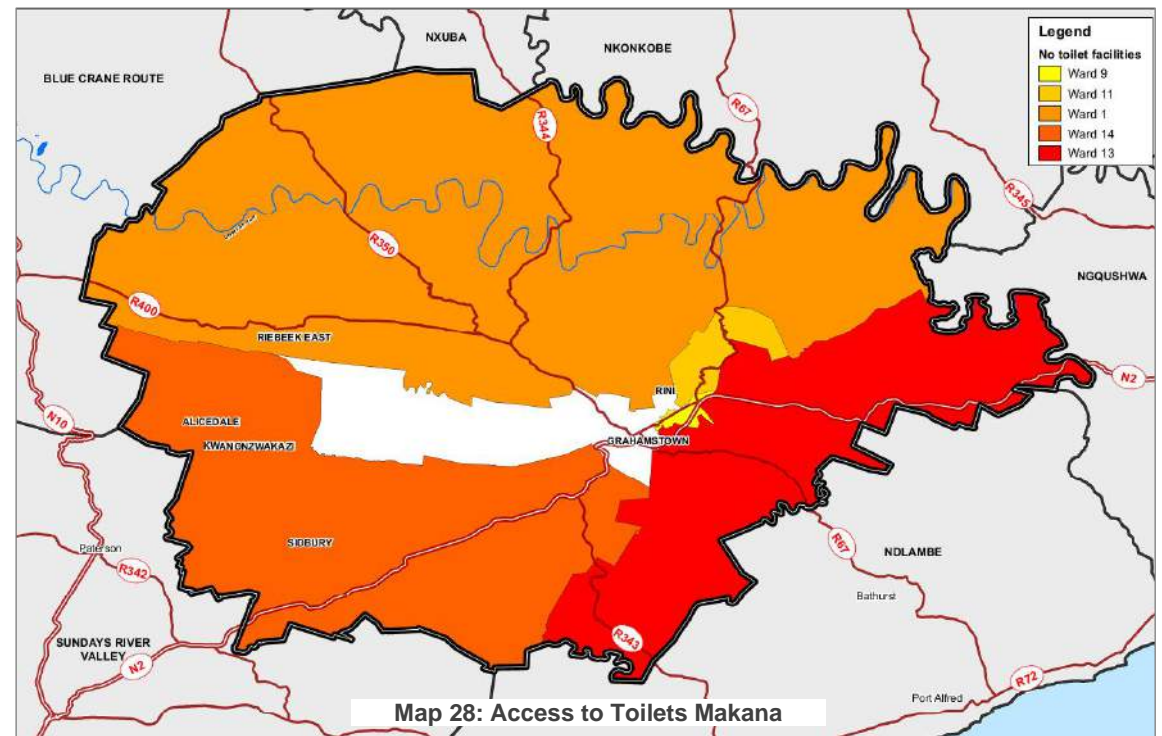 NXUBA
NKONKOBE
BLUE CRANE ROUTE
Legend
No toilet facilities
Ward 9
Ward 11
Ward 1
Ward 14
Ward 13
R67
R344
R345
R350
NGQUSHWA
R400
RIEBEEK EAST
RINI
N2
N10
ALICEDALE
KWANONZWAKAZI
GRAHAMSTOWN
SIDBURY
Paterson
R342
R67
NDLAMBE
Bathurst
SUNDAYS RIVER
VALLEY
N2
R343
R72
Port Alfred
Map 28: Access to Toilets Makana